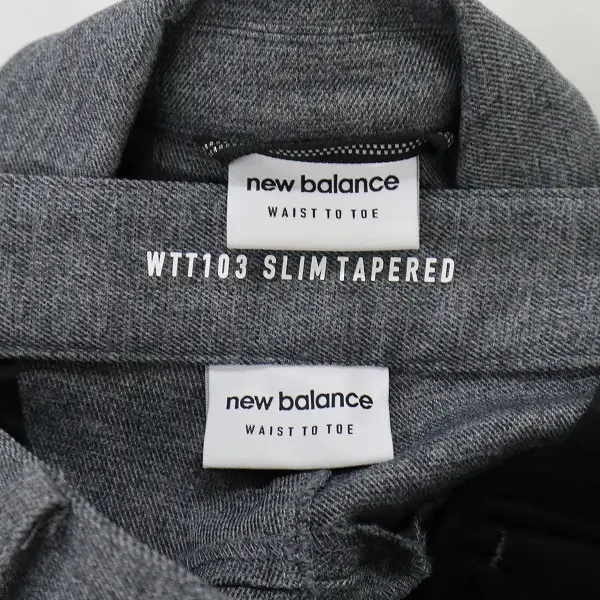 new balance
WAIST TO TOE
WTT103 SLIM TAPERED
new balance
WAIST TO TOE